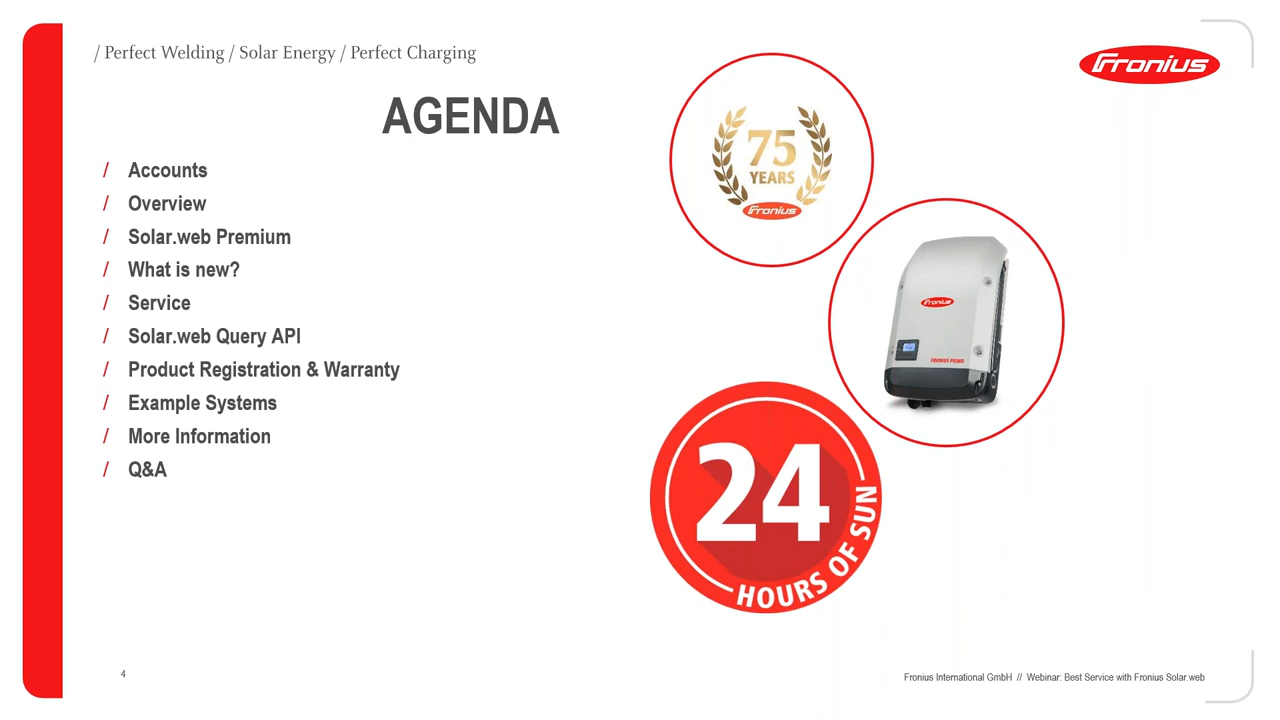 / Perfect Welding / Solar Energy / Perfect Charging
Fronius
AGENDA
/ Accounts
/ Overview
/ Solar.web Premium
/ What is new?
/ Service
/ Solar.web Query API
/ Product Registration & Warranty
/ Example Systems
/ More Information
/ Q&A
75
YEARS
Fronius
Fronius
FRONIUS PRIMO
24
HOURS OF SUN
4
Fronius International GmbH // Webinar: Best Service with Fronius Solar.web